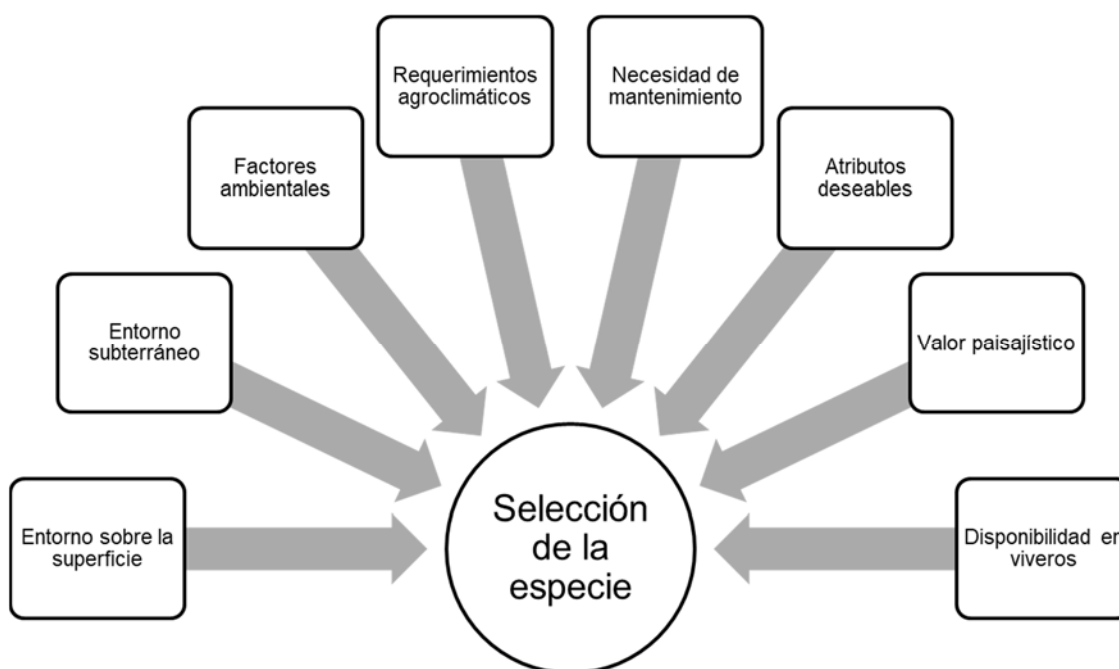 Requerimientos
agroclimáticos
Necesidad de
mantenimiento
Factores
ambientales
Atributos
deseables
Entorno
subterráneo
Valor paisajístico
Entorno sobre la
superficie
Selección
de la
especie
Disponibilidad en
viveros